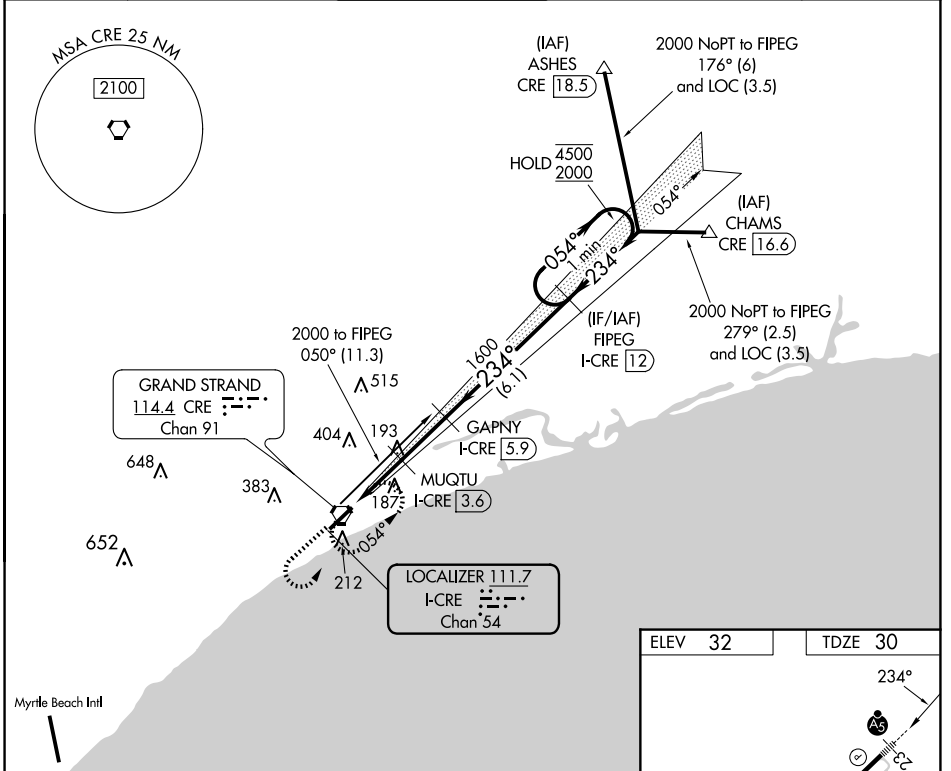 MSA CRE 25 NM
2100
(IAF)
ASHES
CRE 18.5
2000 NoPT to FIPEG
176° (6)
and LOC (3.5)
HOLD 4500
2000
054°
(IAF)
CHAMS
CRE 16.6
054°
1 min
234°
2000 NoPT to FIPEG
279° (2.5)
and LOC (3.5)
(IF/IAF)
FIPEG
I-CRE 12
2000 to FIPEG
050° (11.3)
1600
234°
(6.1)
515
GRAND STRAND
114.4 CRE
Chan 91
GAPNY
I-CRE 5.9
404
193
648
383
MUQTU
I-CRE 3.6
187
054°
652
212
LOCALIZER 111.7
I-CRE
Chan 54
ELEV 32
TDZE 30
234°
A5
23
P
Myrtle Beach Intl